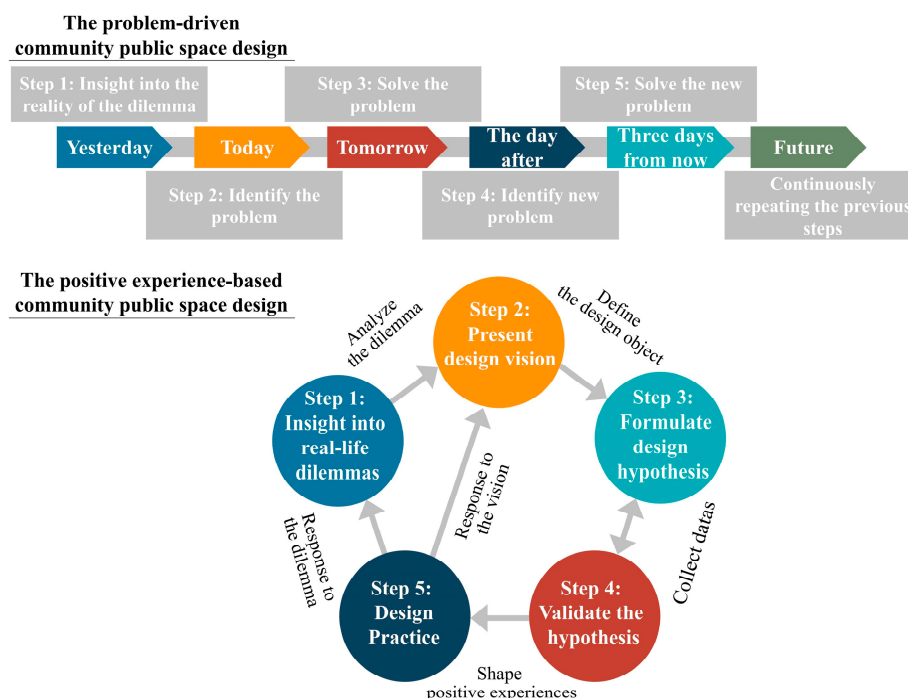 The problem-driven
community public space design
Step 1: Insight into the
reality of the dilemma
Step 3: Solve the
problem
Step 5: Solve the new
problem
Yesterday
Today
Tomorrow
The day
after
Three days
from now
Future
Step 2: Identify the
problem
Step 4: Identify new
problem
Continuously
repeating the previous
steps
The positive experience-based
community public space design
Analyze
the dilemma
Step 2:
Present
design vision
Define
the design object
Step 1:
Insight into
real-life
dilemmas
Step 3:
Formulate
design
hypothesis
Response to
the vision
Response to
the dilemma
Collect datas
Step 5:
Design
Practice
Step 4:
Validate the
hypothesis
Shape
positive experiences